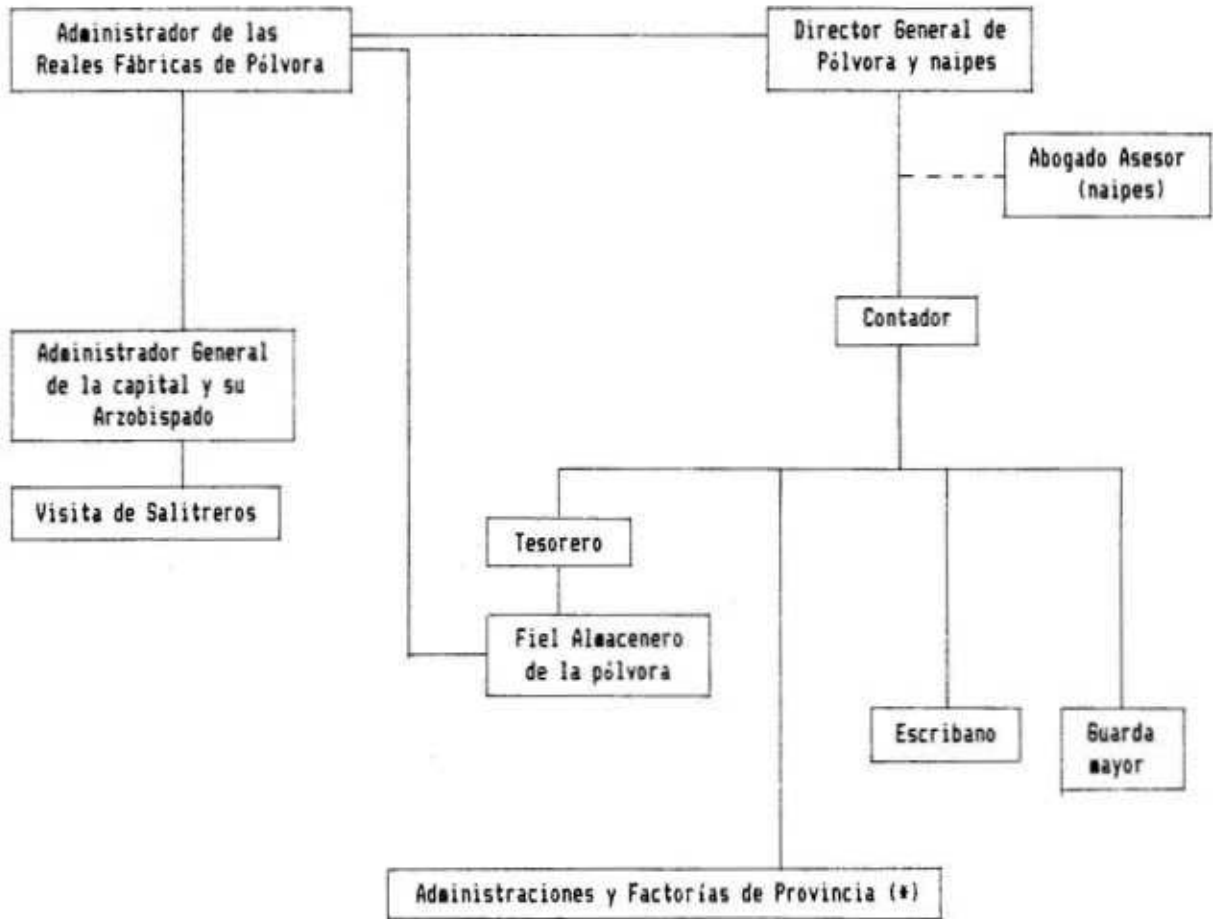 Administrador de las
Reales Fábricas de Pólvora
Director General de
Pólvora y naipes
Abogado Asesor
(naipes)
Contador
Administrador General
de la capital y su
Arzobispado
Visita de Salitreros
Tesorero
Fiel Almacenero
de la pólvora
Escribano
Guarda
mayor
Administraciones y Factorías de Provincia (*)